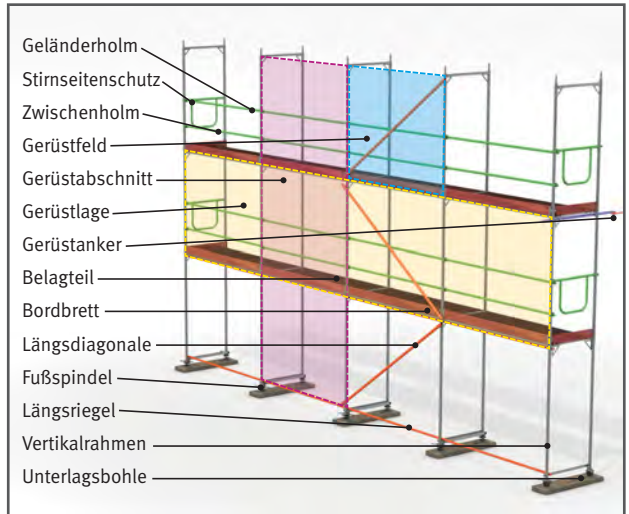 Geländerholm
Stirnseitenschutz
Zwischenholm
Gerüstfeld
Gerüstabschnitt
Gerüstlage
Gerüstanker
Belagteil
Bordbrett
Längsdiagonale
Fußspindel
Längsriegel
Vertikalrahmen
Unterlagsbohle